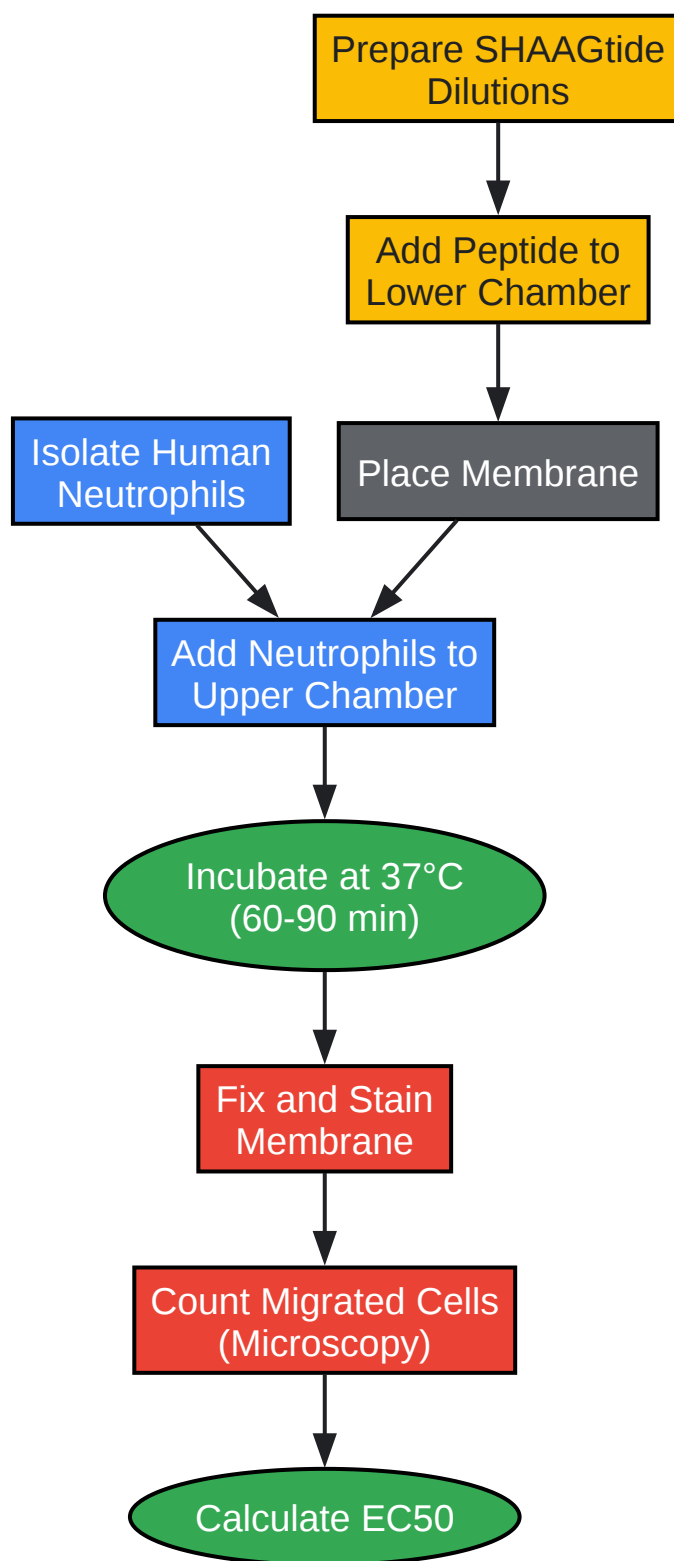 Prepare SHAAGtide
Dilutions
Add Peptide to
Lower Chamber
Isolate Human
Neutrophils
Place Membrane
Add Neutrophils to
Upper Chamber
Incubate at 37°C
(60-90 min)
Fix and Stain
Membrane
Count Migrated Cells
(Microscopy)
Calculate EC50